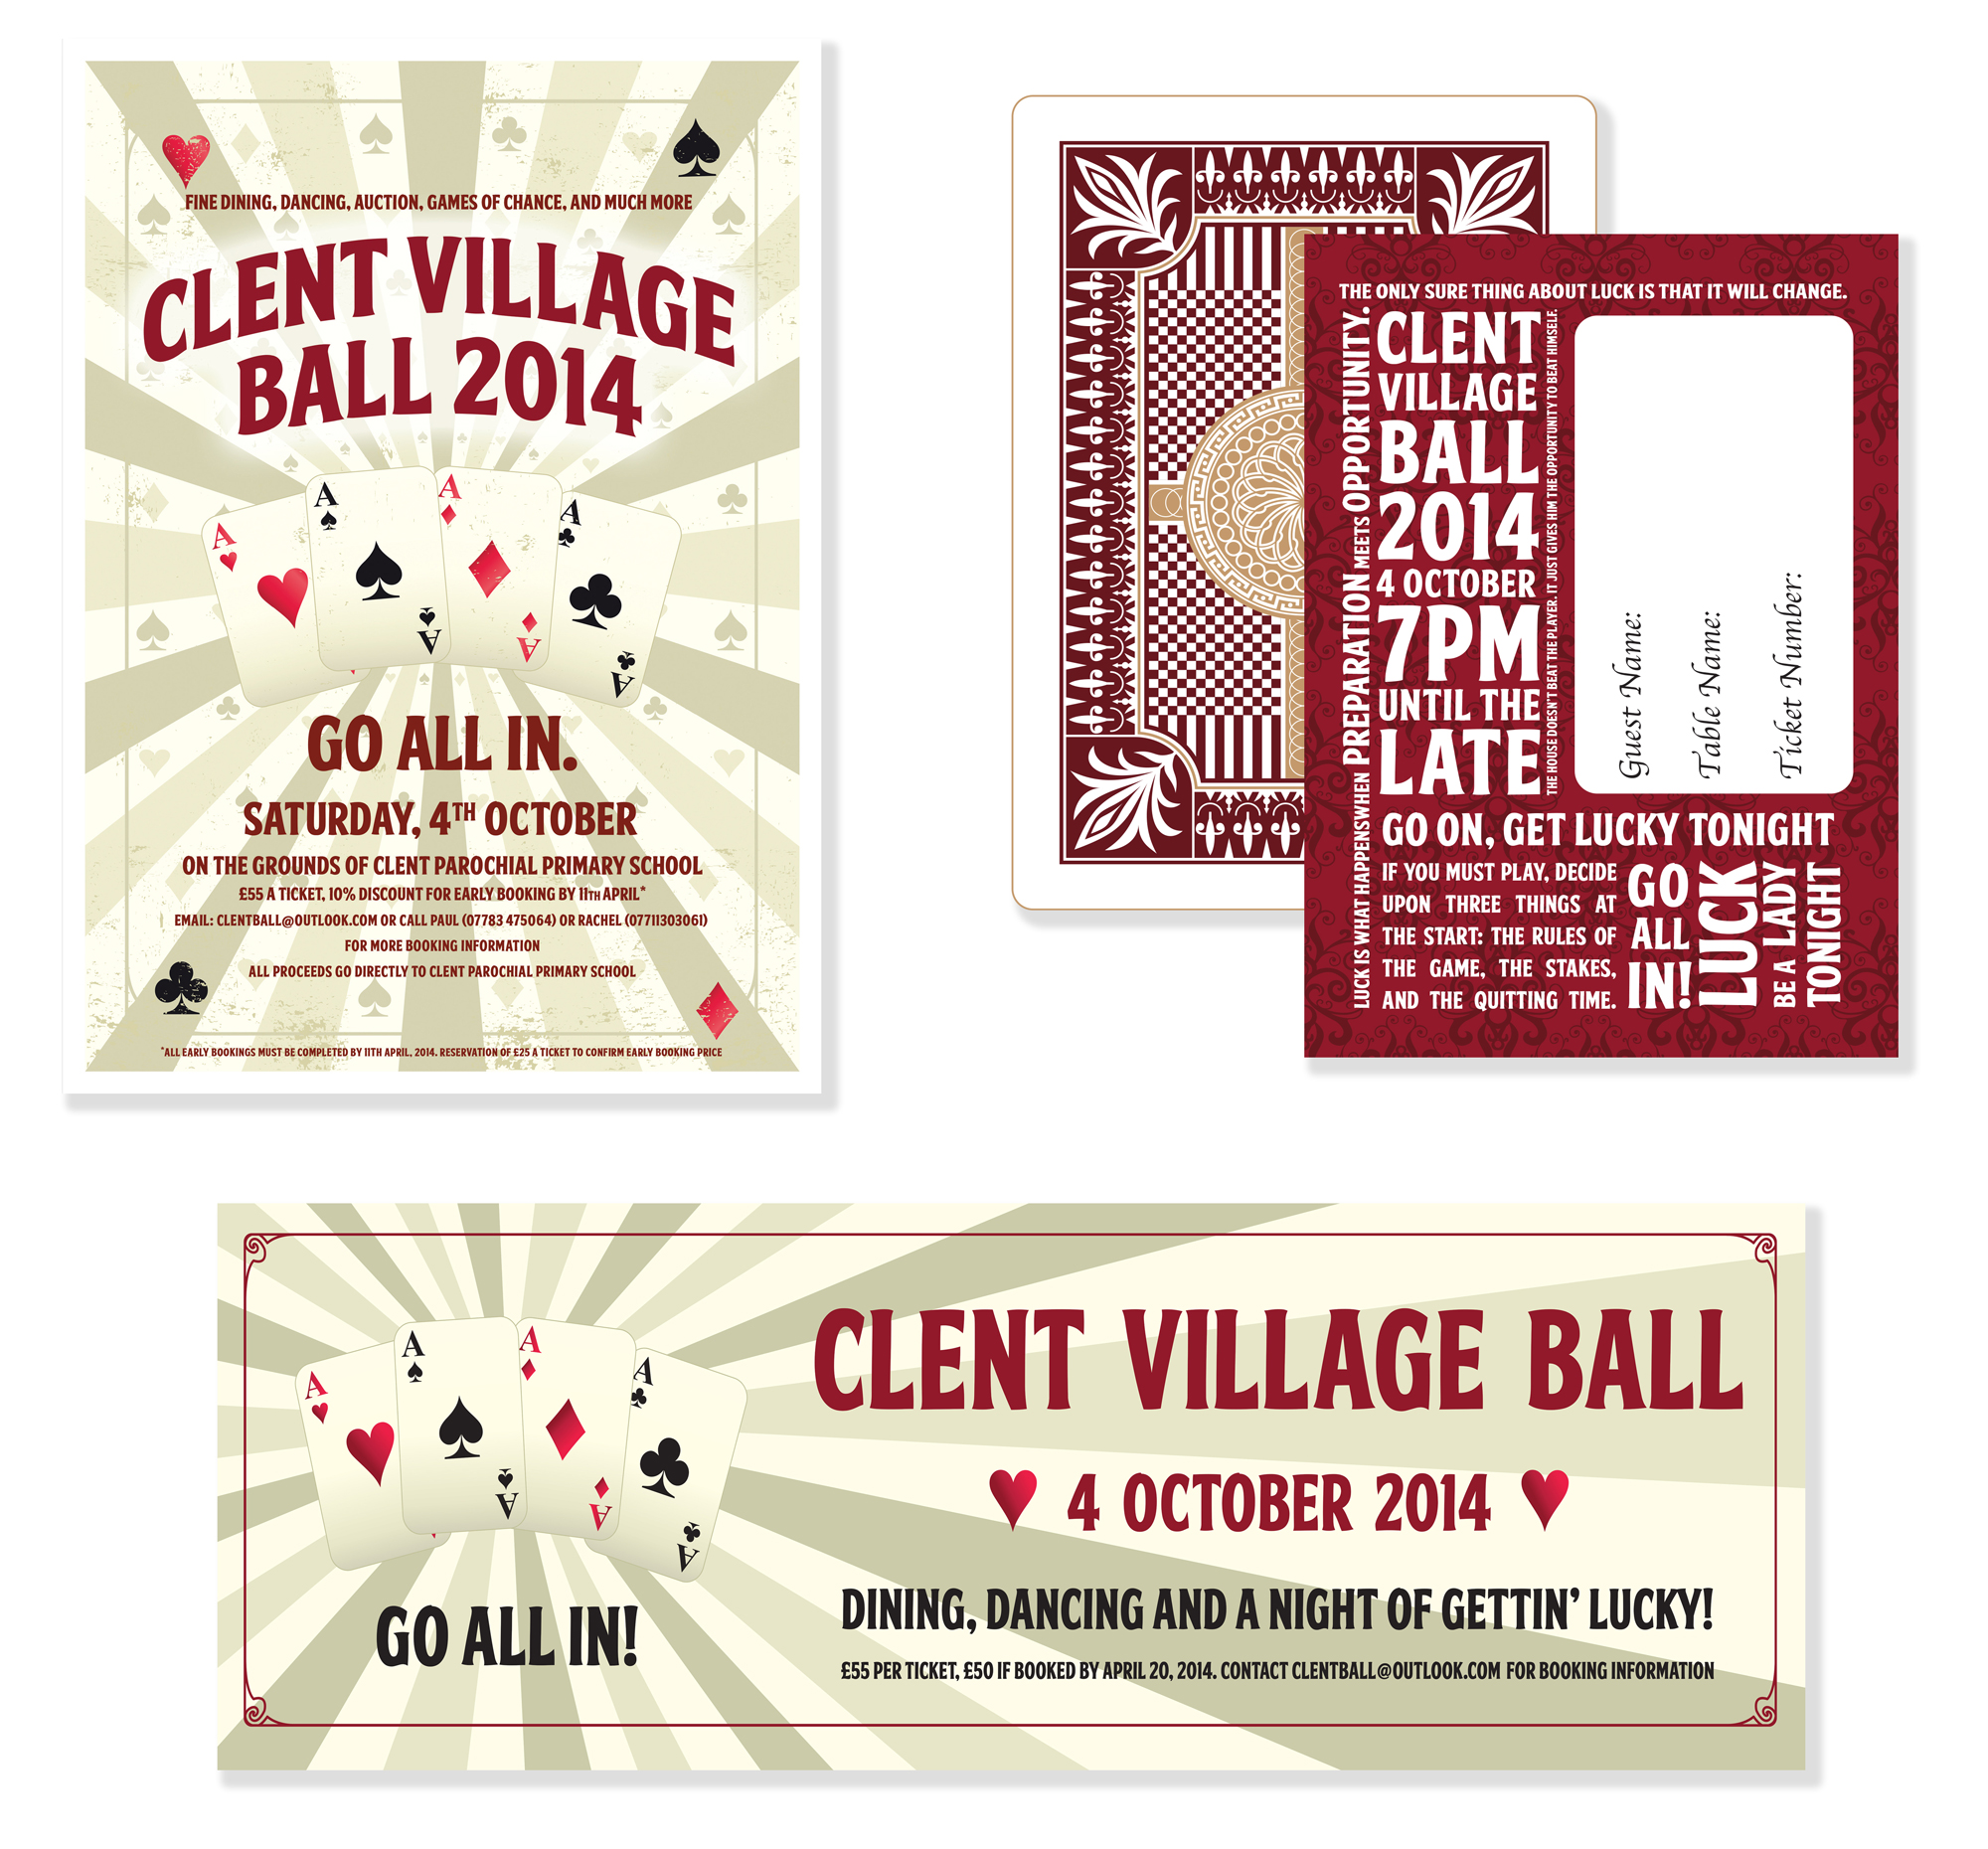 FINE DINING, DANCING, AUCTION, GAMES OF CHANCE, AND MUCH MORE
CLENT VILLAGE
BALL 2014
A
A
A
A
A
A
A
GO ALL IN.
SATURDAY, 4TH OCTOBER
ON THE GROUNDS OF CLENT PAROCHIAL PRIMARY SCHOOL
£55 A TICKET, 10% DISCOUNT FOR EARLY BOOKING BY 11TH APRIL*
EMAIL: CLENTBALL@OUTLOOK.COM OR CALL PAUL (07783 475064) OR RACHEL (07711303061)
FOR MORE BOOKING INFORMATION
ALL PROCEEDS GO DIRECTLY TO CLENT PAROCHIAL PRIMARY SCHOOL
*ALL EARLY BOOKINGS MUST BE COMPLETED BY 11TH APRIL, 2014. RESERVATION OF £25 A TICKET TO CONFIRM EARLY BOOKING PRICE
THE ONLY SURE THING ABOUT LUCK IS THAT IT WILL CHANGE.
LUCK IS WHAT HAPPENSWHEN PREPARATION MEETS OPPORTUNITY.
CLENT
VILLAGE
BALL
2014
4 OCTOBER
7PM
UNTIL THE
LATE
THE HOUSE DOESN'T BEAT THE PLAYER. IT JUST GIVES HIM THE OPPORTUNITY TO BEAT HIMSELF.
Guest Name:
Table Name:
Ticket Number:
GO ON, GET LUCKY TONIGHT
IF YOU MUST PLAY, DECIDE
UPON THREE THINGS AT
THE START: THE RULES OF
THE GAME, THE STAKES,
AND THE QUITTING TIME.
GO
ALL
IN!
LUCK
BE A LADY
TONIGHT
A
A
A
A
A
A
A
GO ALL IN!
CLENT VILLAGE BALL
4 OCTOBER 2014
DINING, DANCING AND A NIGHT OF GETTIN' LUCKY!
£55 PER TICKET, £50 IF BOOKED BY APRIL 20, 2014. CONTACT CLENTBALL@OUTLOOK.COM FOR BOOKING INFORMATION